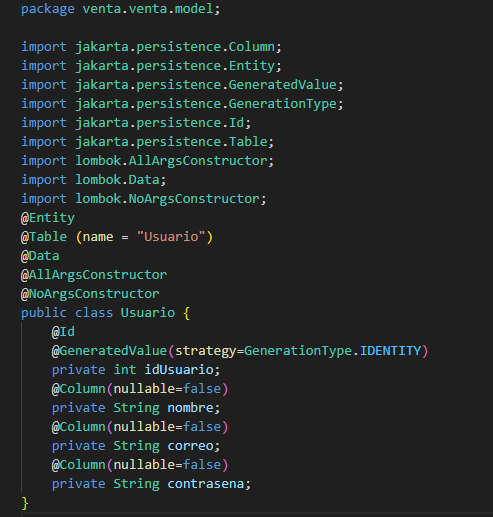 package venta.venta.model;
import jakarta.persistence.Column;
import jakarta.persistence.Entity;
import jakarta.persistence.GeneratedValue;
import jakarta.persistence.GenerationType;
import jakarta.persistence.Id;
import jakarta.persistence.Table;
import lombok.AllArgsConstructor;
import lombok.Data;
import lombok.NoArgsConstructor;
@Entity
@Table (name = "Usuario")
@Data
@AllArgsConstructor
@NoArgsConstructor
public class Usuario {
@Id
@GeneratedValue(strategy=GenerationType.IDENTITY)
private int idUsuario;
@Column(nullable=false)
private String nombre;
@Column(nullable=false)
private String correo;
@Column(nullable=false)
private String contrasena;
}